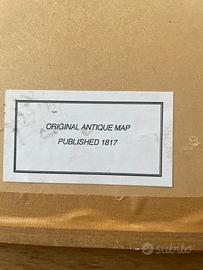 ORIGINAL ANTIQUE MAP
PUBLISHED 1817
subito